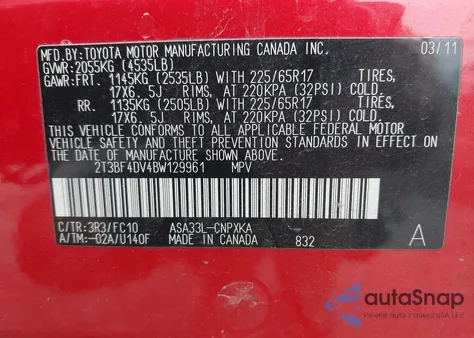 MFD.BY:TOYOTA MOTOR MANUFACTURING CANADA INC. 03/11
GVWR:2055KG (4535LB)
GAWR:FRT. 1145KG (2535LB) WITH 225/65R17 TIRES,
17X6. 5J RIMS, AT 220KPA (32PSI) COLD.
RR. 1135KG (2505LB) WITH 225/65R17 TIRES,
17X6. 5J RIMS, AT 220KPA (32PSI) COLD.
THIS VEHICLE CONFORMS TO ALL APPLICABLE FEDERAL MOTOR
VEHICLE SAFETY, BUMPER, AND THEFT PREVENTION STANDARDS
IN EFFECT ON THE DATE OF MANUFACTURE SHOWN ABOVE.
2T3BF4DV4BW129961 MPV
C/TR:3R3/FC10 ASA33L-CNPXKA
A/TM:-02A/U140F MADE IN CANADA 832 A
autoSnap